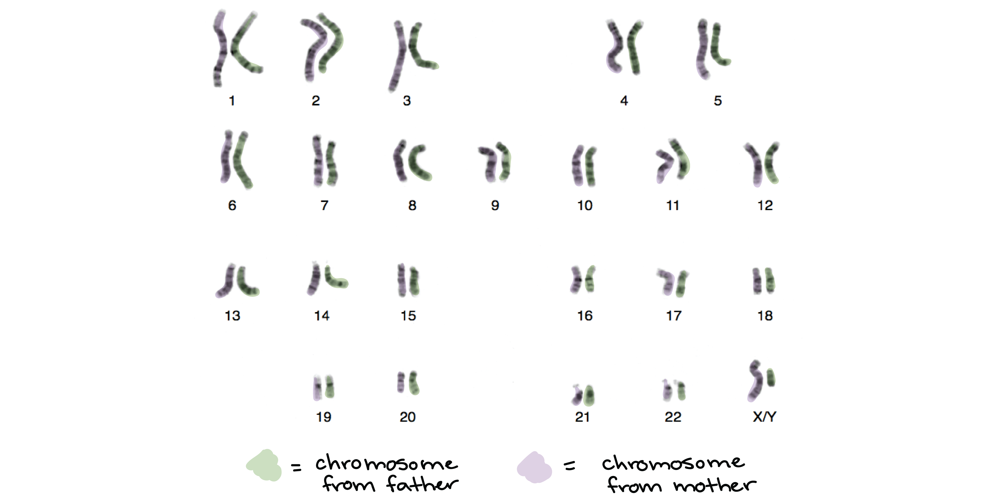 1 2 3 4 5
6 7 8 9 10 11 12
13 14 15 16 17 18
19 20 21 22 X/Y
= chromosome from father
= chromosome from mother